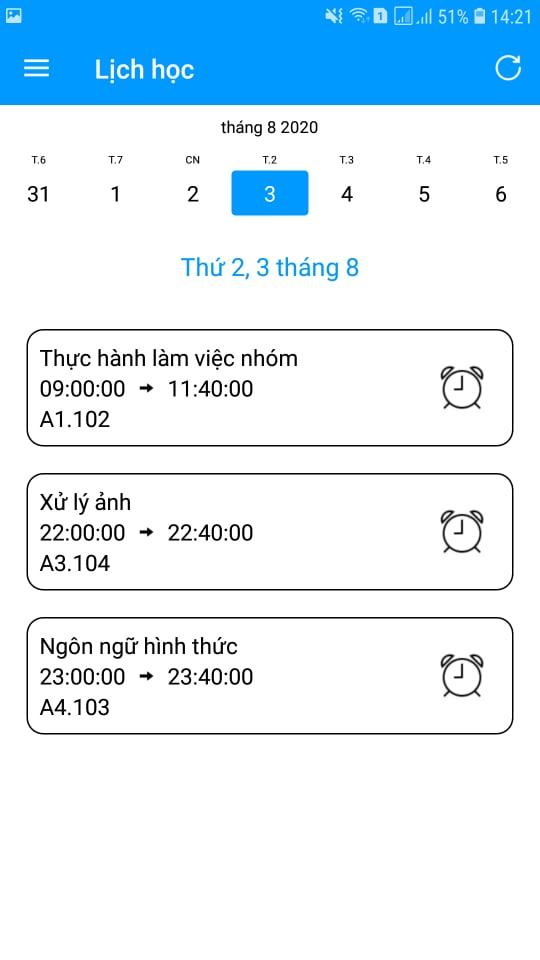 51% 14:21
Lịch học
tháng 8 2020
T.6 T.7 CN T.2 T.3 T.4 T.5
31 1 2 3 4 5 6
Thứ 2, 3 tháng 8
Thực hành làm việc nhóm
09:00:00 ➞ 11:40:00
A1.102
Xử lý ảnh
22:00:00 ➞ 22:40:00
A3.104
Ngôn ngữ hình thức
23:00:00 ➞ 23:40:00
A4.103